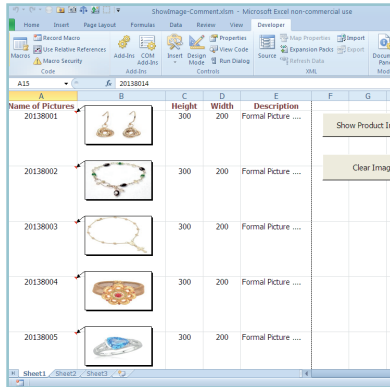 ShowImage-Comment.xlsm - Microsoft Excel non-commercial use
Home Insert Page Layout Formulas Data Review View Developer
Macros Record Macro Use Relative References Macro Security
Add-Ins COM Add-Ins
Insert Design Mode Properties View Code Run Dialog
Source Map Properties Expansion Packs Refresh Data Import Export
Code Add-Ins Controls XML
A15 fx 20138014
A B C D E F G
Name of Pictures Height Width Description
20138001 300 200 Formal Picture ....
Show Product
20138002 300 200 Formal Picture ....
Clear
20138003 300 200 Formal Picture ....
20138004 300 200 Formal Picture ....
20138005 300 200 Formal Picture ....
Sheet1 Sheet2 Sheet3